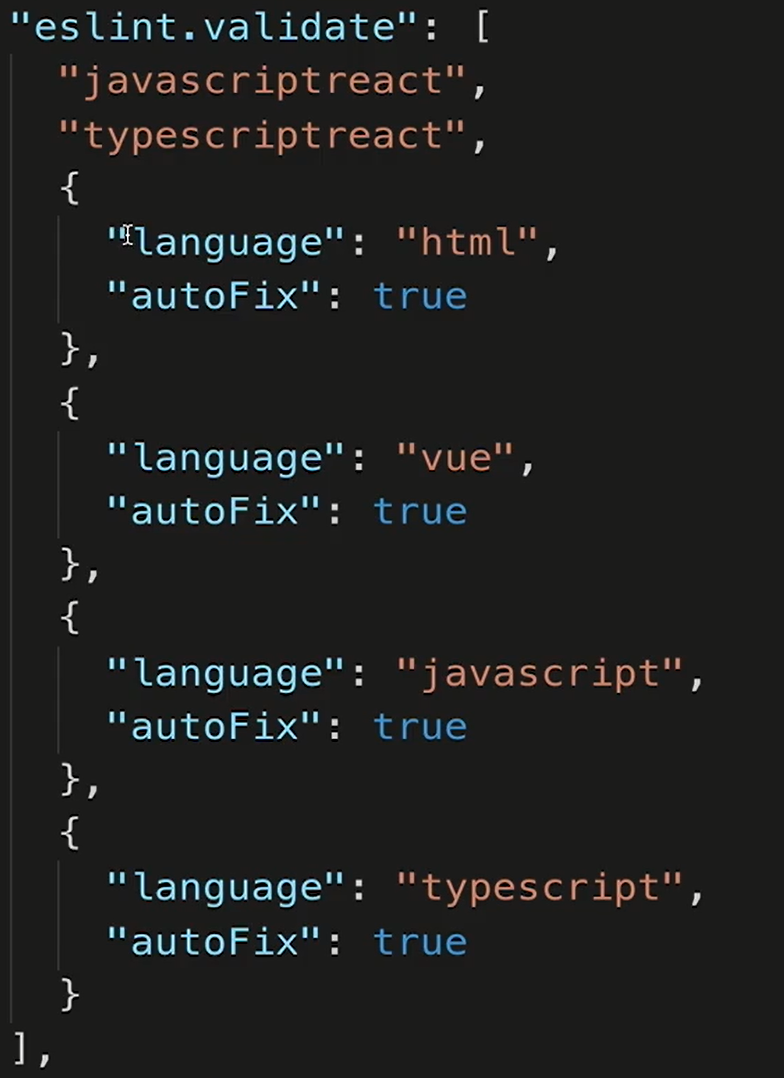 "eslint.validate": [
"javascriptreact",
"typescriptreact",
{
"language": "html",
"autoFix": true
},
{
"language": "vue",
"autoFix": true
},
{
"language": "javascript",
"autoFix": true
},
{
"language": "typescript",
"autoFix": true
}
],